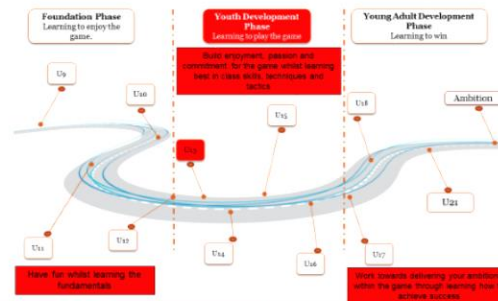 Foundation Phase
Learning to enjoy the
game.
Youth Development
Phase
Learning to play the game
Young Adult Development
Phase
Learning to win
Build enjoyment, passion and
commitment, for the game whilst learning
best in class skills, techniques and
tactics
U9
U10
U18
Ambition
U15
U13
U21
U11
U12
U14
U16
U17
Have fun whilst learning the
fundamentals
Work towards delivering your ambition
within the game through learning how
achieve success